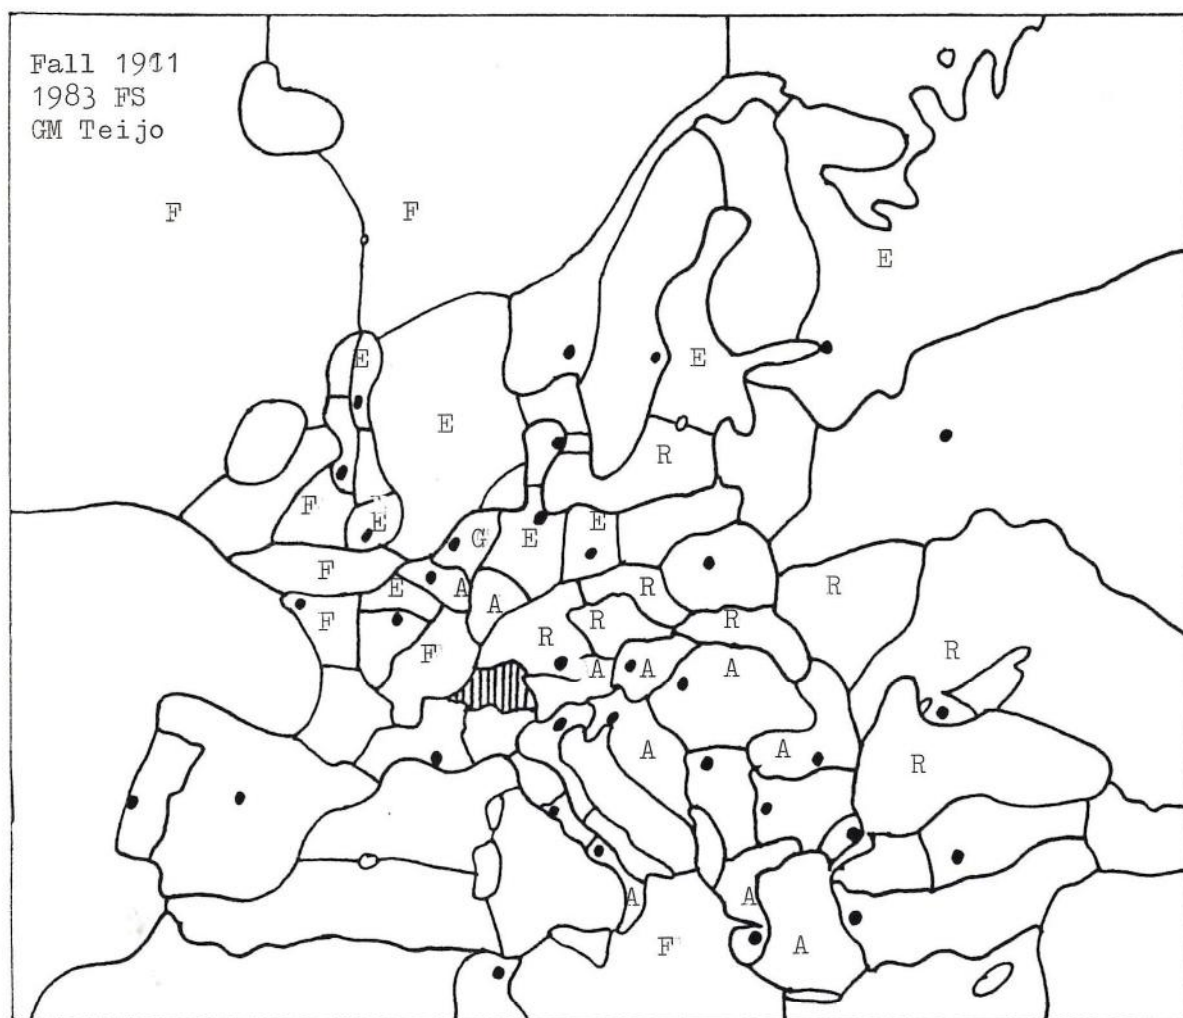 Fall 1911
1983 FS
GM Teijo
F F
E
E E
E
R
F
E E
G E
F
E A R R
A
F R R
R
F R
A A A
A A
R
A A
F A